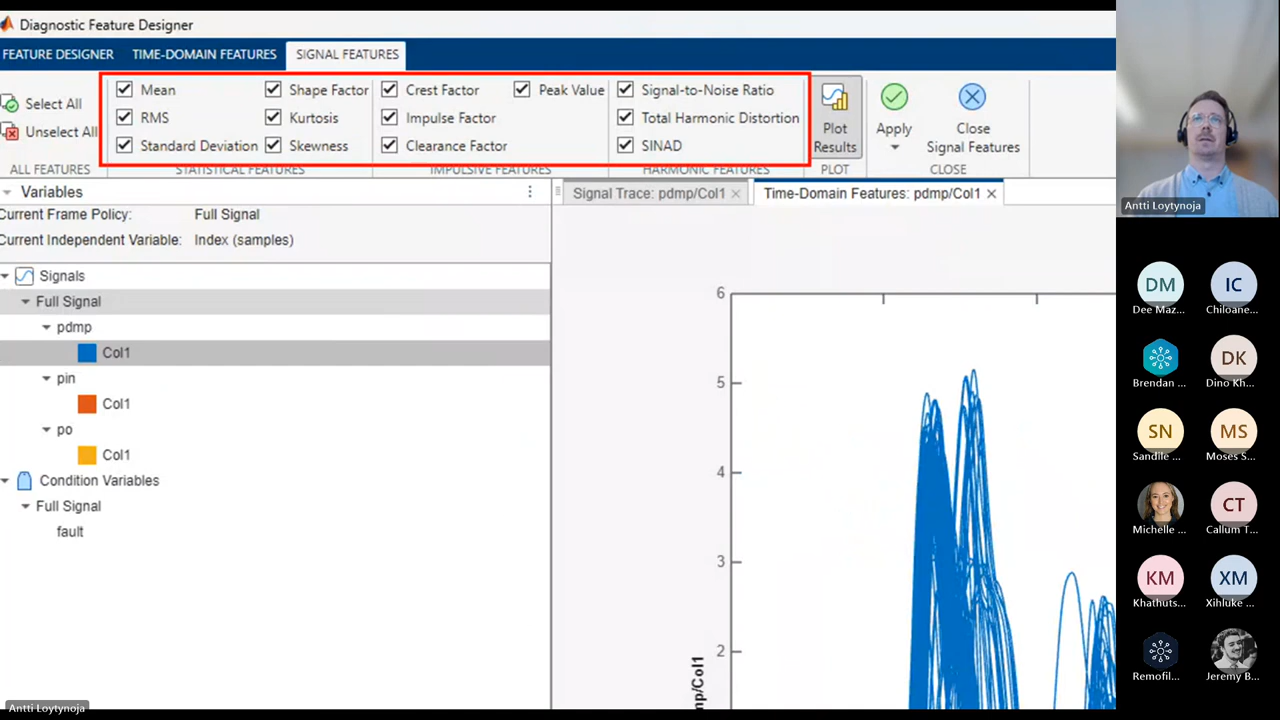 Diagnostic Feature Designer
FEATURE DESIGNER TIME-DOMAIN FEATURES SIGNAL FEATURES
Select All
Unselect All
ALL FEATURES
Mean Shape Factor
RMS Kurtosis
Standard Deviation Skewness
STATISTICAL FEATURES
Crest Factor Peak Value
Impulse Factor
Clearance Factor
IMPULSIVE FEATURES
Signal-to-Noise Ratio
Total Harmonic Distortion
SINAD
HARMONIC FEATURES
Plot
Results
PLOT
Apply
Close
Signal Features
CLOSE
Variables
Current Frame Policy: Full Signal
Current Independent Variable: Index (samples)
Signals
Full Signal
pdmp
Col1
pin
Col1
po
Col1
Condition Variables
Full Signal
fault
Signal Trace: pdmp/Col1
Time-Domain Features: pdmp/Col1
6
5
4
3
2
mp/Col1
Antti Loytynoja
DM IC
Dee Maz... Chiloane...
DK
Brendan ... Dino Kh...
SN MS
Sandile ... Moses S...
CT
Michelle ... Callum T...
KM XM
Khathuts... Xihluke ...
Remofil... Jeremy B...
Antti Loytynoja